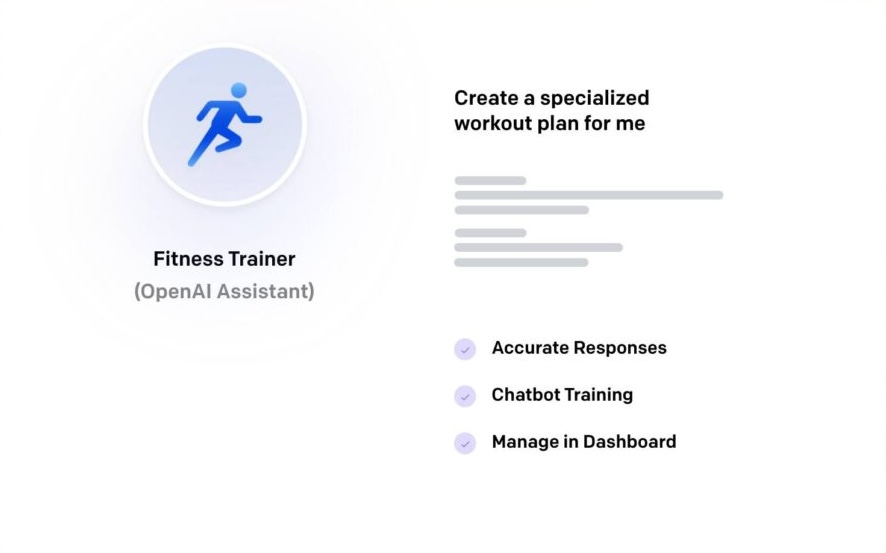 Fitness Trainer
(OpenAI Assistant)
Create a specialized
workout plan for me
Accurate Responses
Chatbot Training
Manage in Dashboard